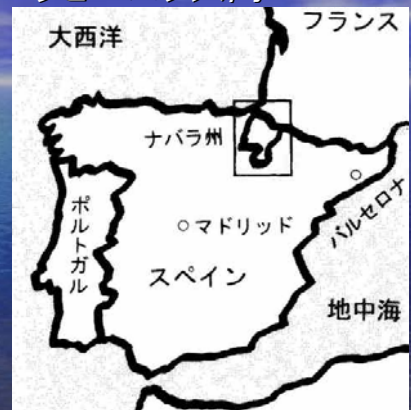 フランス
大西洋
ナバラ州
バルセロナ
ポルトガル
マドリッド
スペイン
地中海